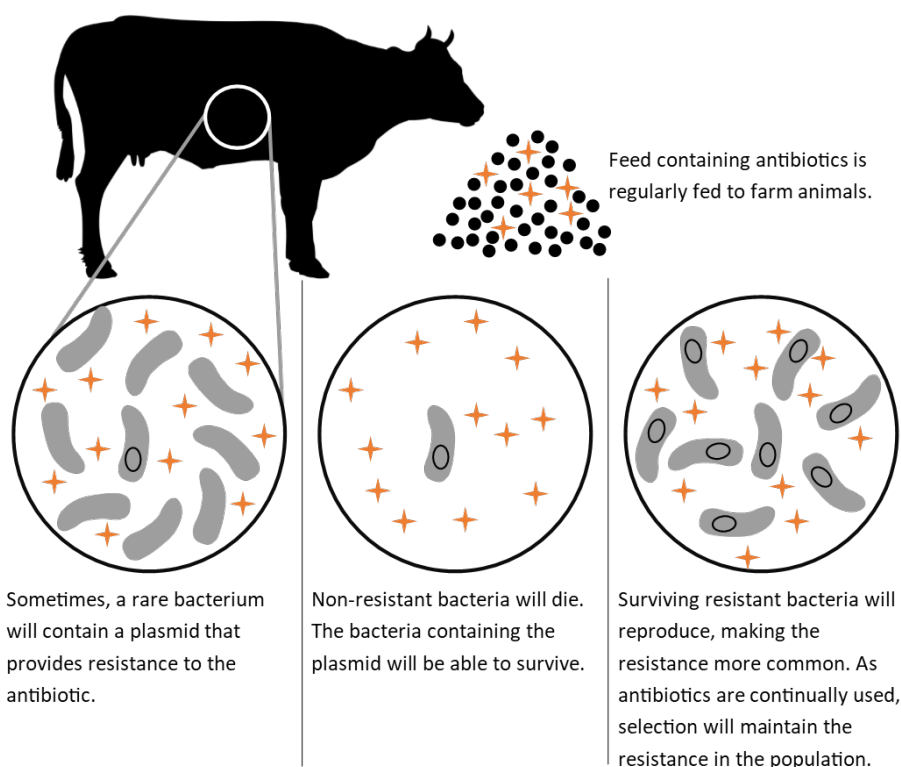 Feed containing antibiotics is
regularly fed to farm animals.
Sometimes, a rare bacterium
will contain a plasmid that
provides resistance to the
antibiotic.
Non-resistant bacteria will die.
The bacteria containing the
plasmid will be able to survive.
Surviving resistant bacteria will
reproduce, making the
resistance more common. As
antibiotics are continually used,
selection will maintain the
resistance in the population.